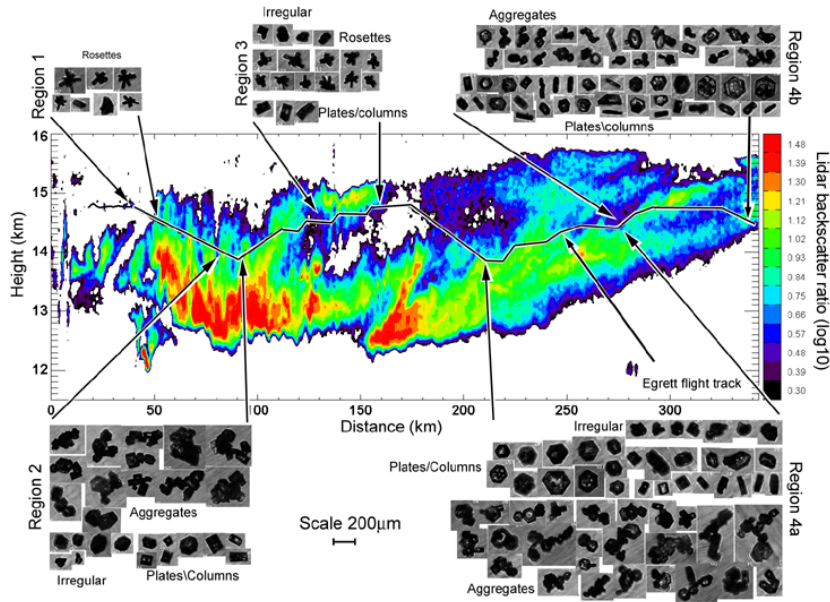 Irregular
Aggregates
Region 1
Rosettes
Region 3
Rosettes
Region 4b
Plates/columns
Plates\columns
16
15
14
13
12
Height (km)
0
50
100
150
200
250
300
Distance (km)
Egrett flight track
1.48
1.39
1.30
1.21
1.12
1.02
0.93
0.84
0.75
0.66
0.57
0.48
0.39
0.30
Lidar backscatter ratio (log10)
Region 2
Aggregates
Irregular
Plates\Columns
Scale 200µm
Irregular
Plates/Columns
Region 4a
Aggregates